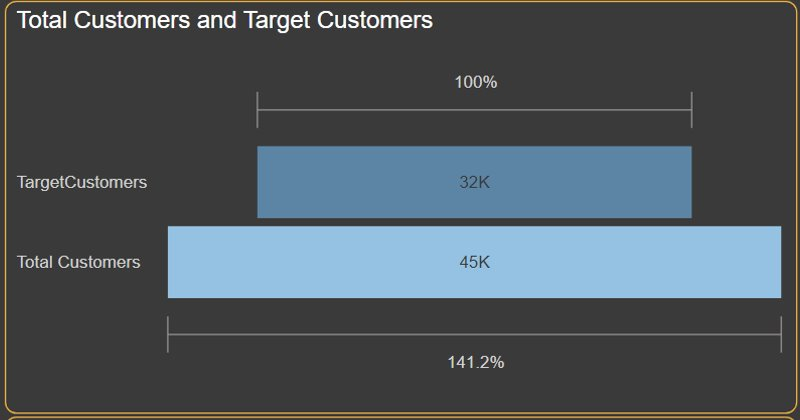 Total Customers and Target Customers
100%
TargetCustomers
32K
Total Customers
45K
141.2%